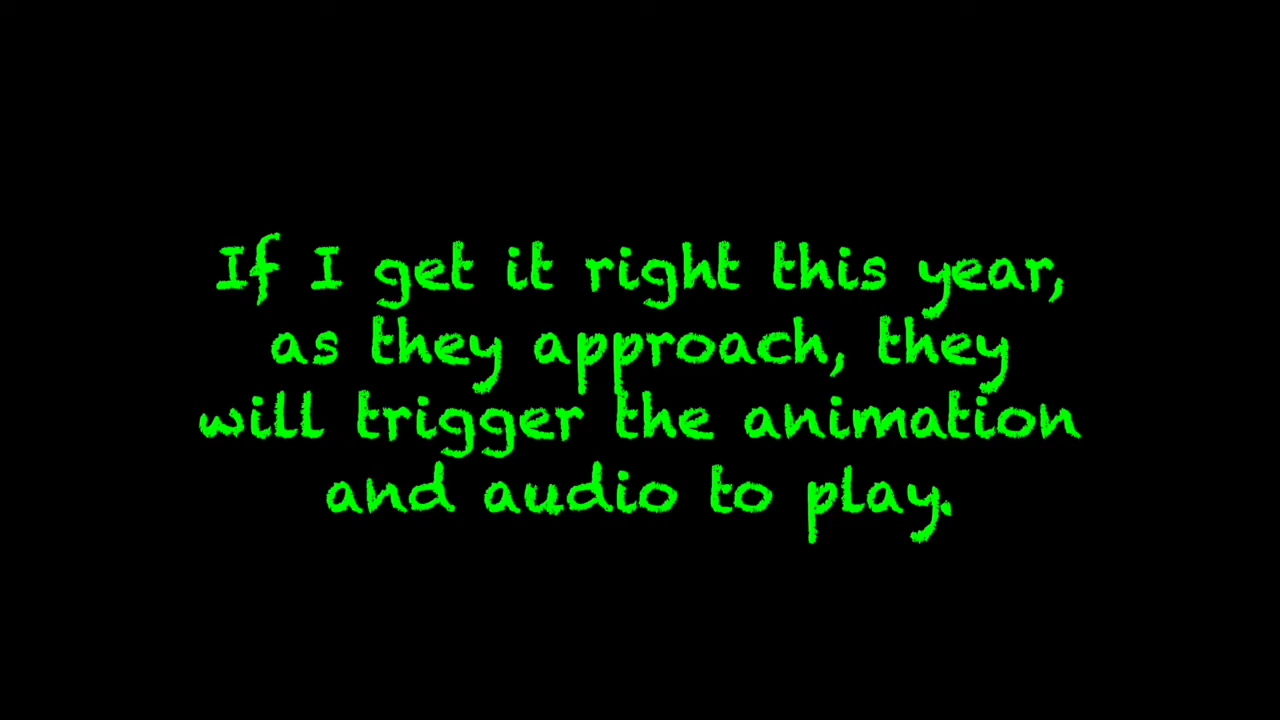 If I get it right this year,
as they approach, they
will trigger the animation
and audio to play.